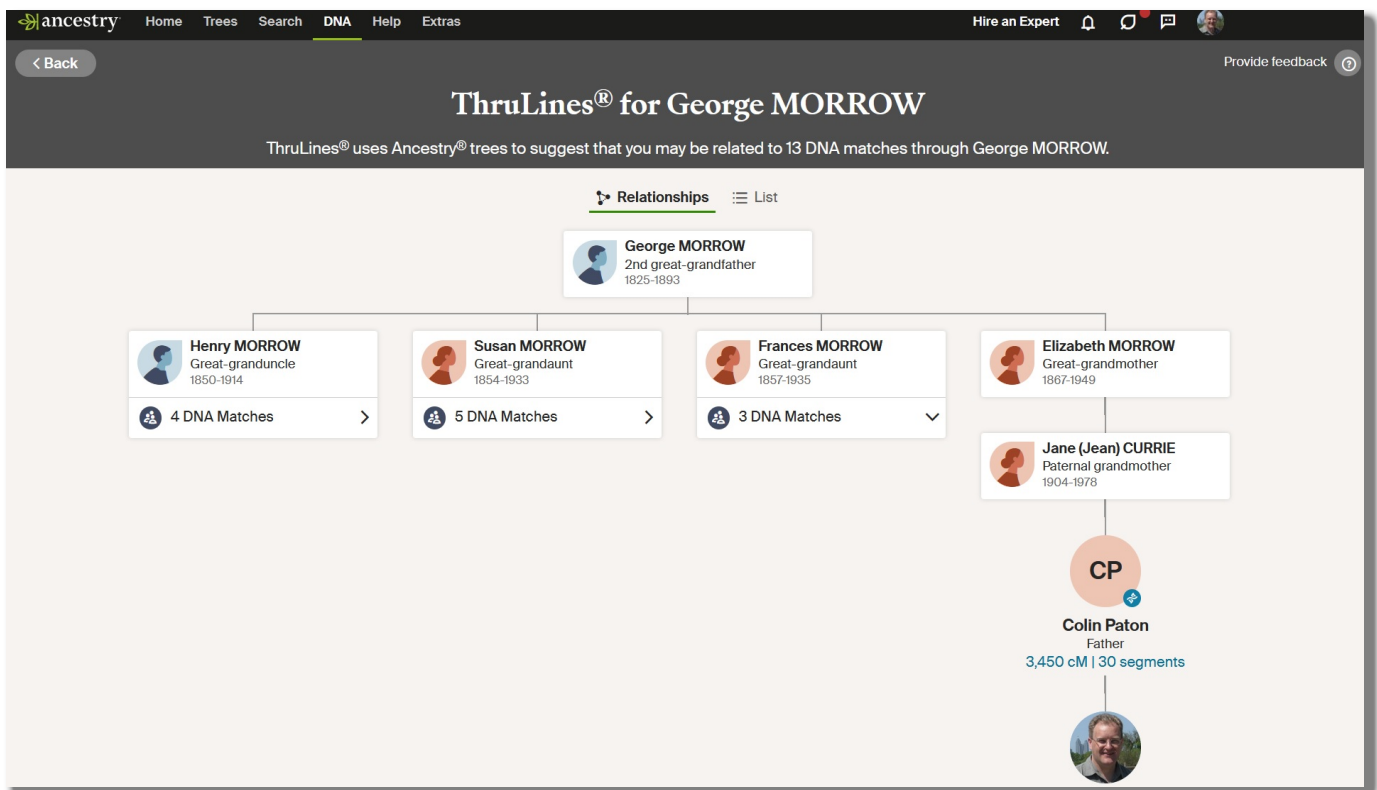 ancestry Home Trees Search DNA Help Extras Hire an Expert
< Back
Provide feedback ?
ThruLines® for George MORROW
ThruLines® uses Ancestry® trees to suggest that you may be related to 13 DNA matches through George MORROW.
Relationships List
George MORROW
2nd great-grandfather
1825-1893
Henry MORROW
Great-granduncle
1850-1914
4 DNA Matches
Susan MORROW
Great-grandaunt
1854-1933
5 DNA Matches
Frances MORROW
Great-grandaunt
1857-1935
3 DNA Matches
Elizabeth MORROW
Great-grandmother
1867-1949
Jane (Jean) CURRIE
Paternal grandmother
1904-1978
CP
Colin Paton
Father
3,450 cM | 30 segments